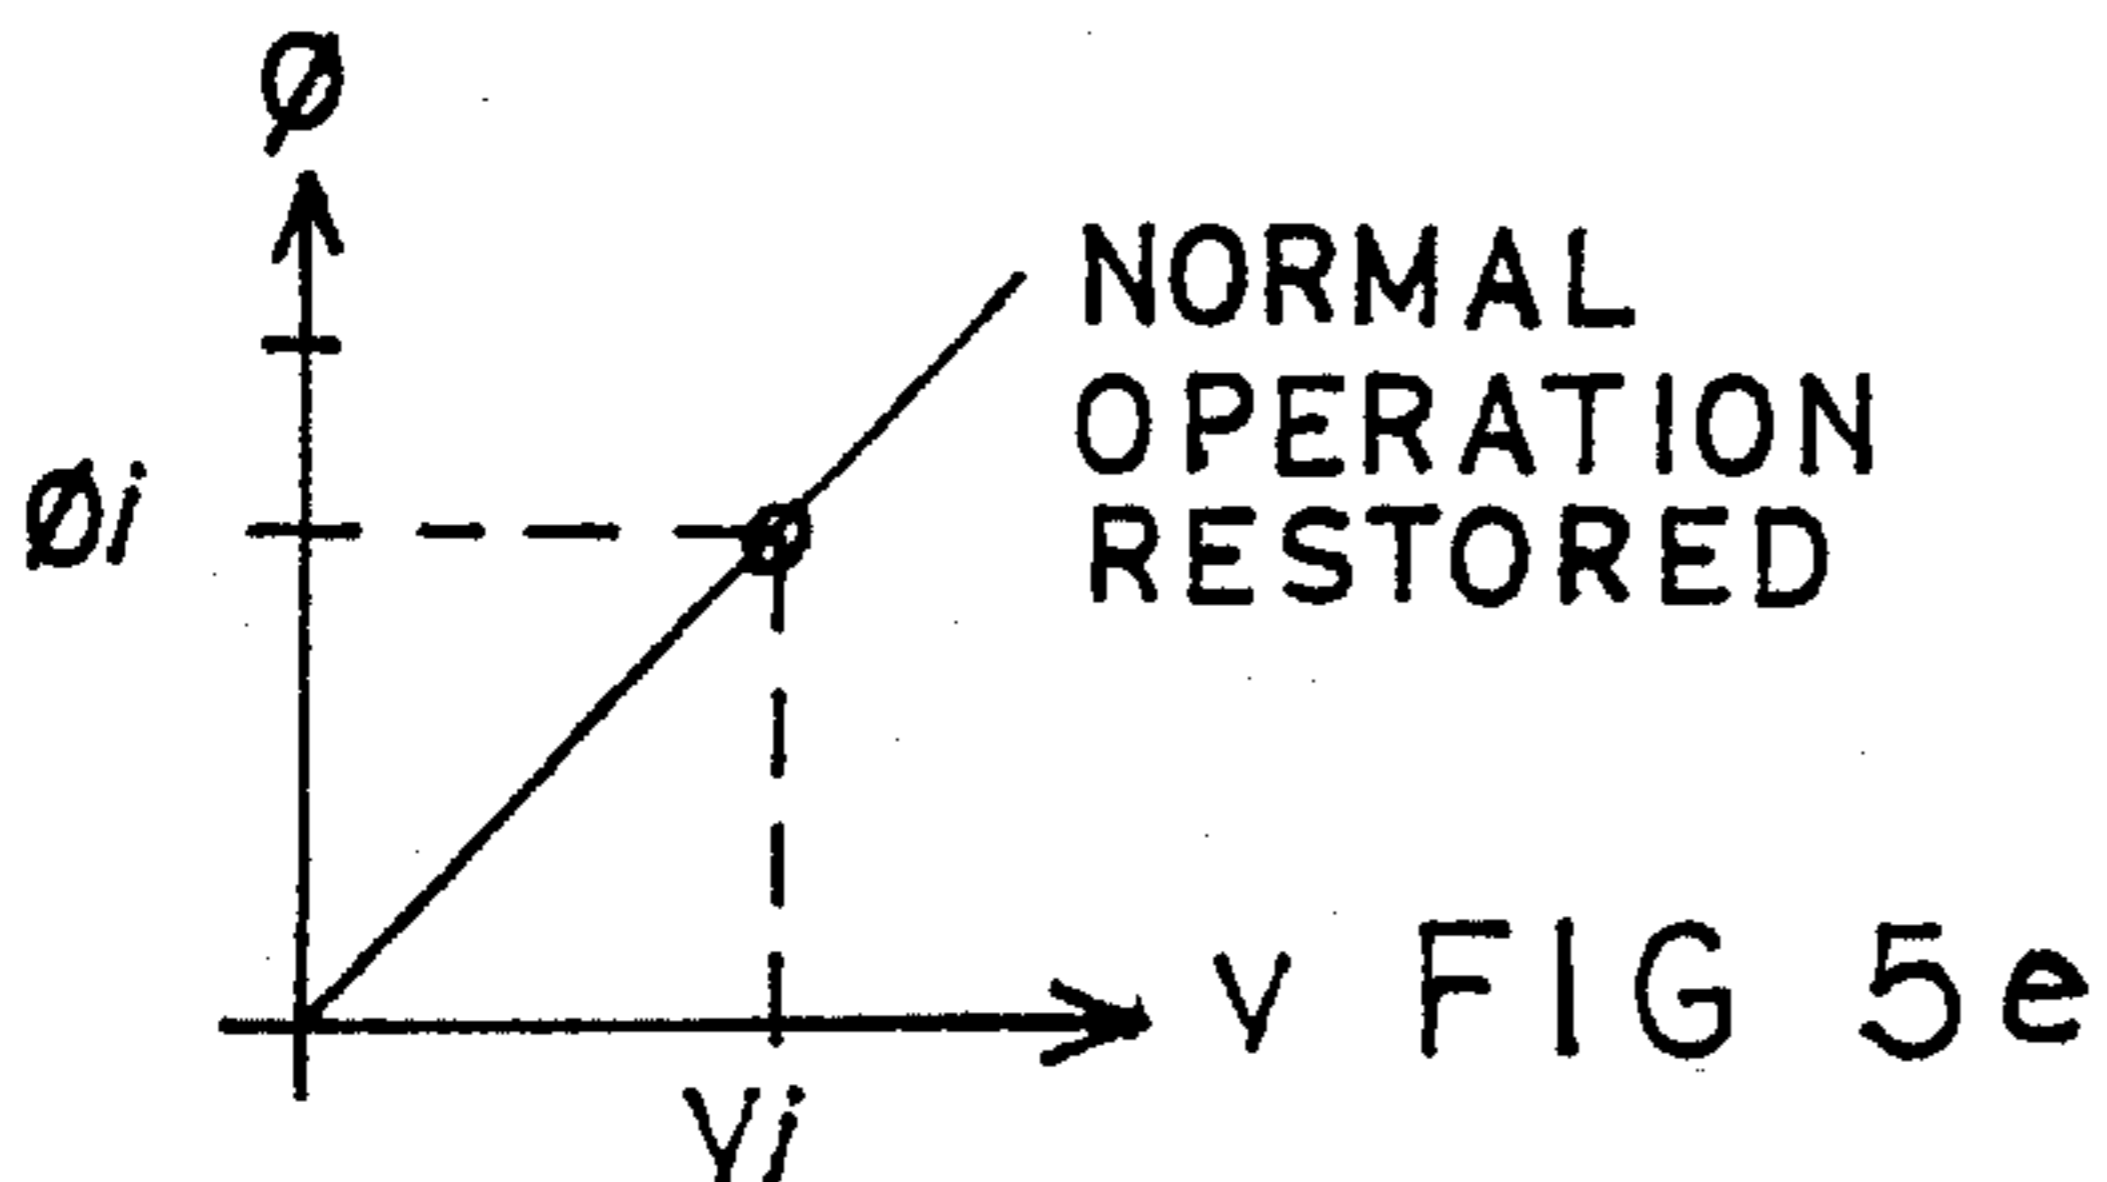 Ø
NORMAL
OPERATION
RESTORED
Øi
V
FIG 5e
Vi